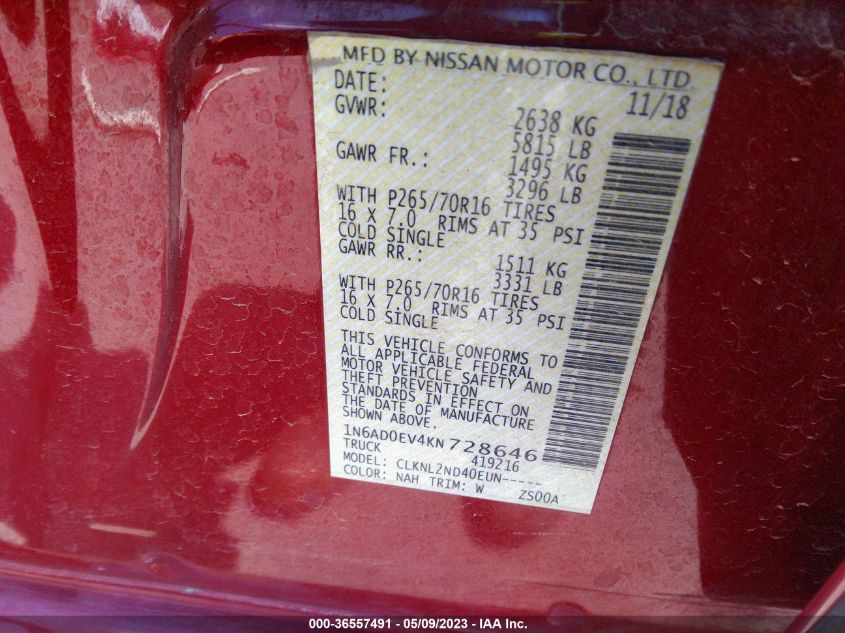 MFD BY NISSAN MOTOR CO., LTD.
DATE: 11/18
GVWR: 2638 KG
5815 LB
GAWR FR.: 1495 KG
3296 LB
WITH P265/70R16 TIRES
16 X 7.0 RIMS AT 35 PSI
COLD SINGLE
GAWR RR.: 1511 KG
3331 LB
WITH P265/70R16 TIRES
16 X 7.0 RIMS AT 35 PSI
COLD SINGLE
THIS VEHICLE CONFORMS TO
ALL APPLICABLE FEDERAL
MOTOR VEHICLE SAFETY AND
THEFT PREVENTION
STANDARDS IN EFFECT ON
THE DATE OF MANUFACTURE
SHOWN ABOVE.
1N6AD0EV4KN728646
TRUCK 419216
MODEL: CLKNL2ND40EUN-----
COLOR: NAH TRIM: W ZS00A
000-36557491 - 05/09/2023 - IAA Inc.